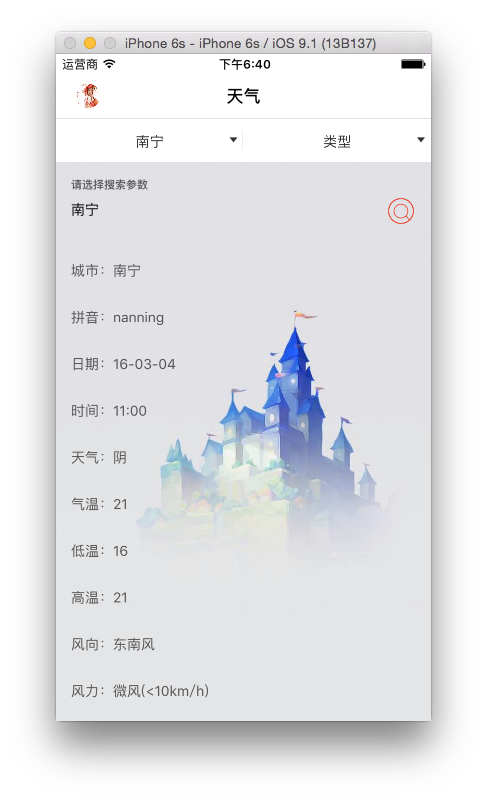 iPhone 6s - iPhone 6s / iOS 9.1 (13B137)
运营商 下午6:40
天气
南宁 类型
请选择搜索参数
南宁
城市：南宁
拼音：nanning
日期：16-03-04
时间：11:00
天气：阴
气温：21
低温：16
高温：21
风向：东南风
风力：微风(<10km/h)